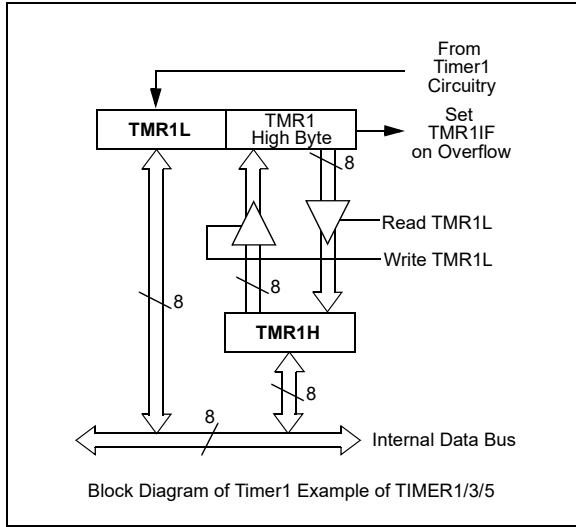 From
Timer1
Circuitry
TMR1L
TMR1
High Byte
Set
TMR1IF
on Overflow
8
Read TMR1L
Write TMR1L
8
8
TMR1H
8
8
Internal Data Bus
Block Diagram of Timer1 Example of TIMER1/3/5